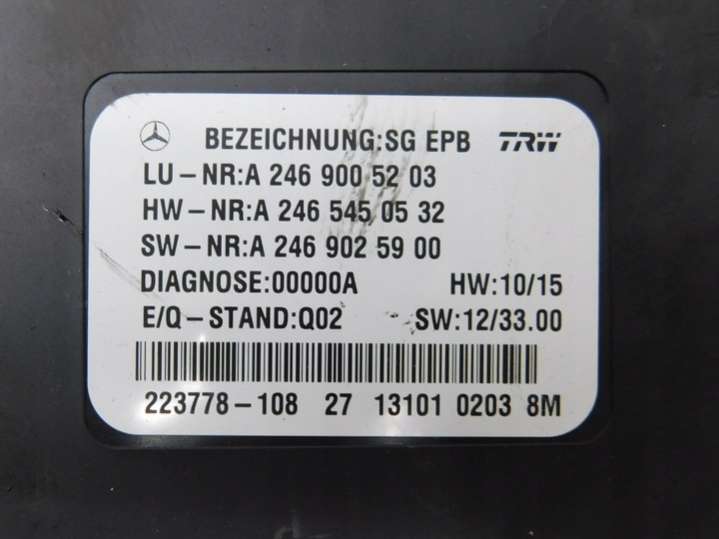 BEZEICHNUNG:SG EPB TRW
LU-NR:A 246 900 52 03
HW-NR:A 246 545 05 32
SW-NR:A 246 902 59 00
DIAGNOSE:00000A HW:10/15
E/Q-STAND:Q02 SW:12/33.00
223778-108 27 13101 0203 8M